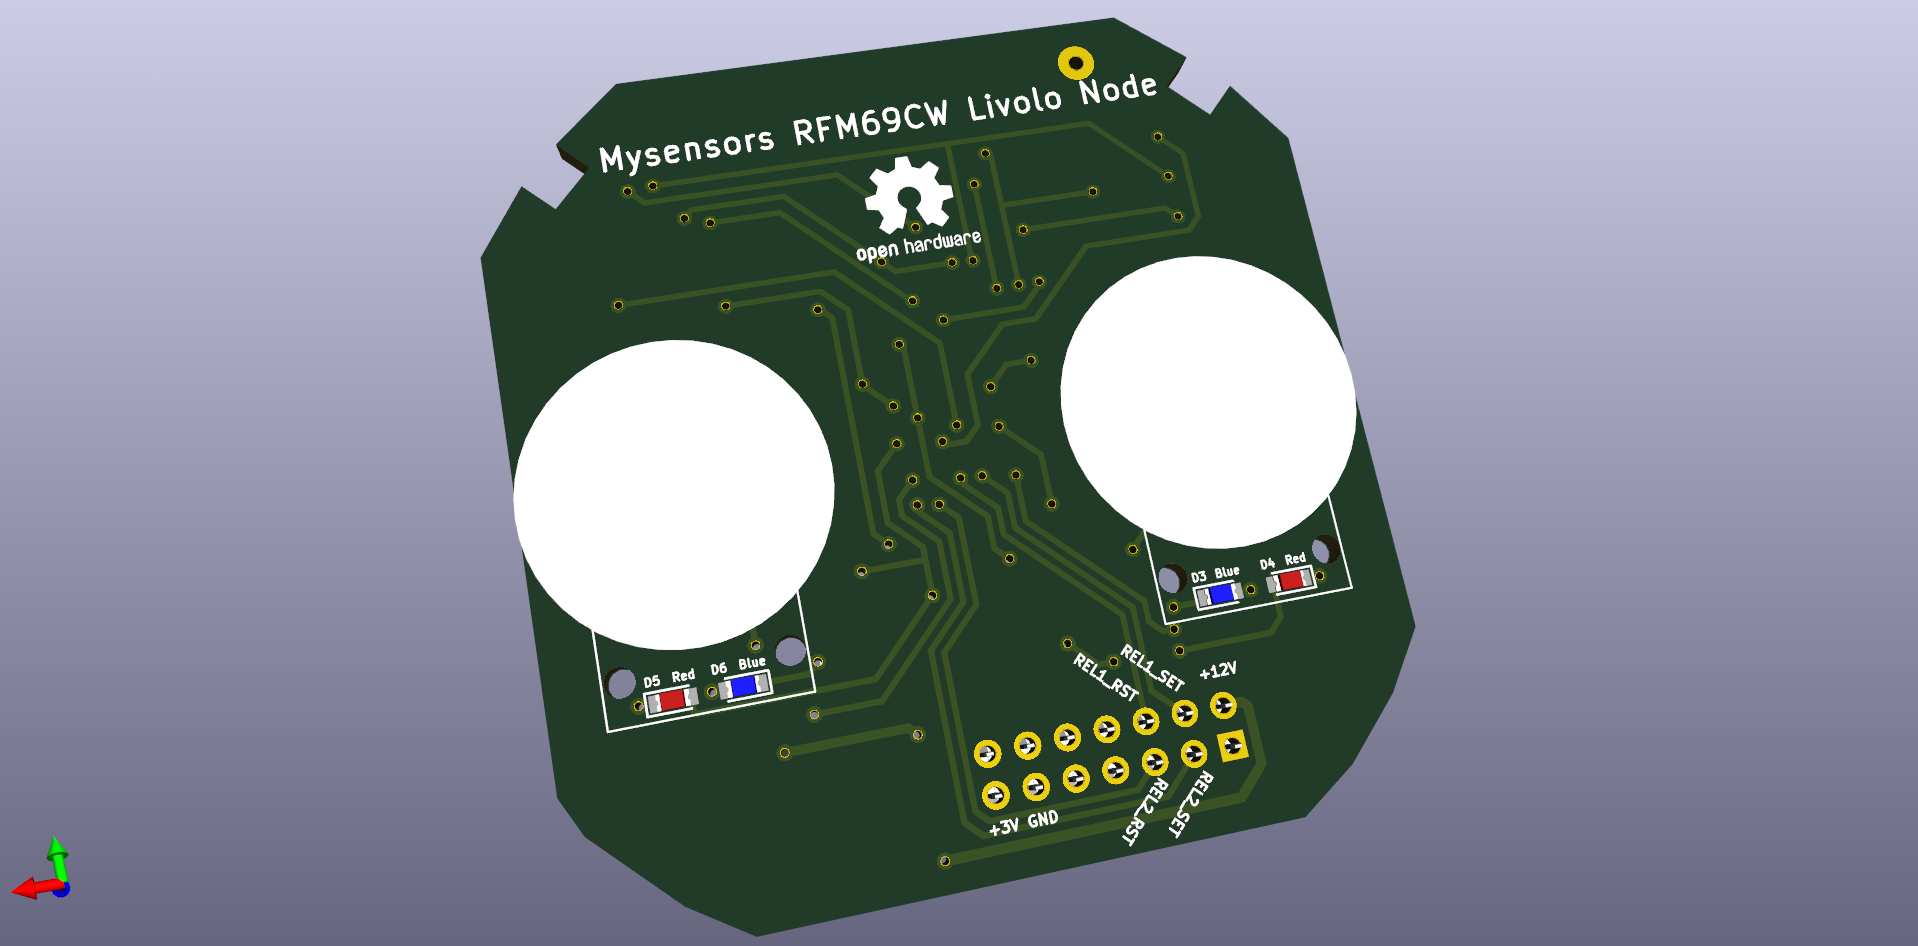 Mysensors RFM69CW Livolo Node
open hardware
D3 Blue
D4 Red
D5 Red
D6 Blue
REL1_RST
REL1_SET
+12V
+3V GND
REL2_RST
REL2_SET